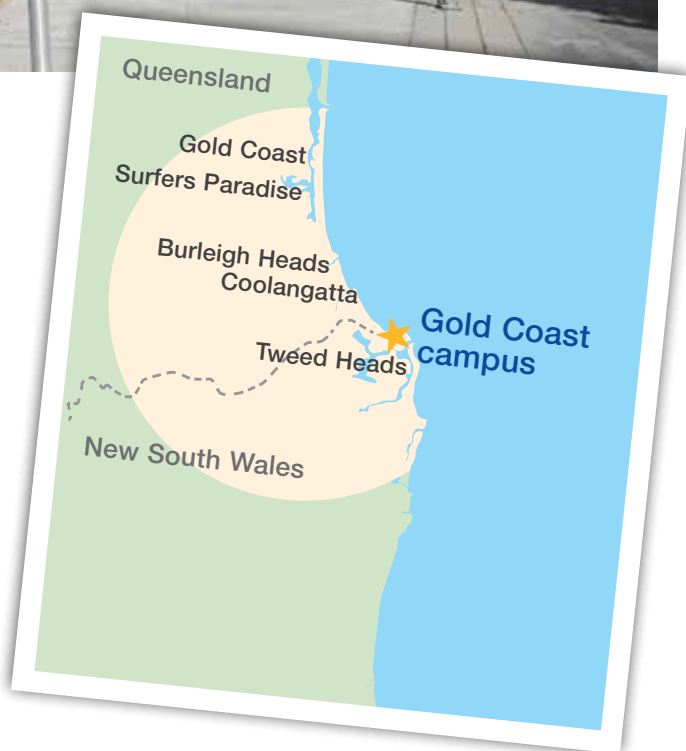 Queensland
Gold Coast
Surfers Paradise
Burleigh Heads
Coolangatta
Gold Coast
campus
Tweed Heads
New South Wales